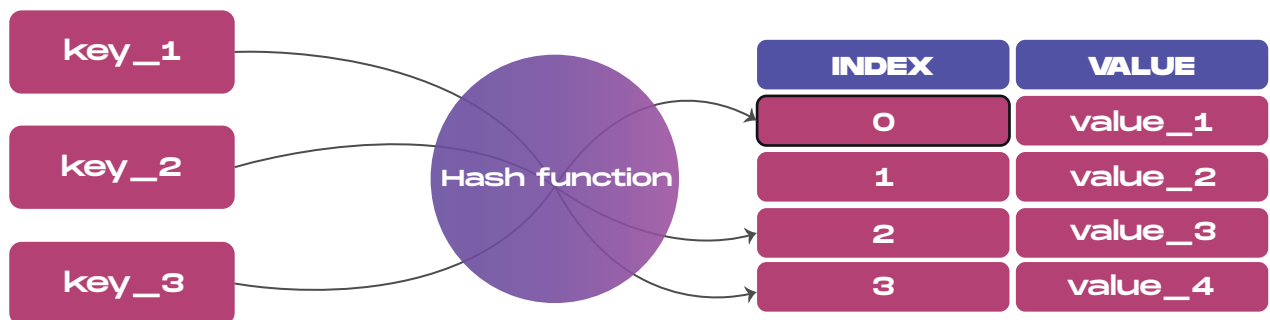 key_1
key_2
key_3
Hash function
INDEX VALUE
0 value_1
1 value_2
2 value_3
3 value_4